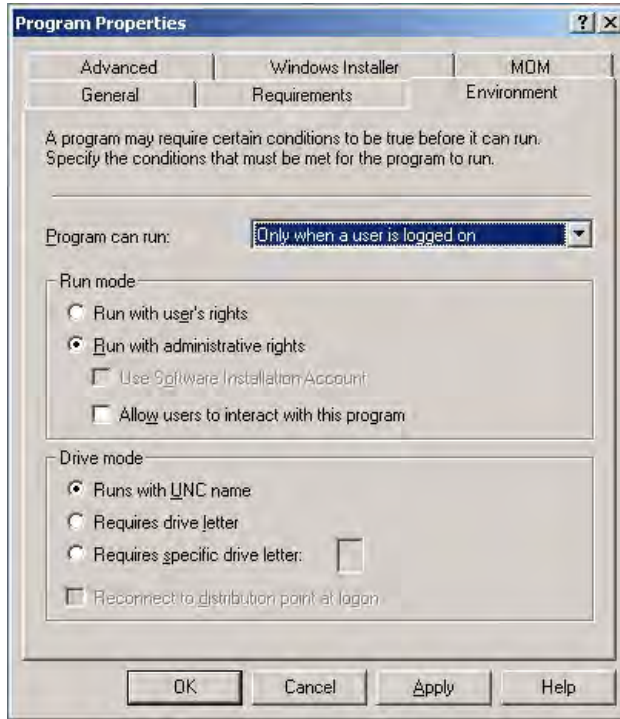 Program Properties
Advanced
Windows Installer
MOM
General
Requirements
Environment
A program may require certain conditions to be true before it can run.
Specify the conditions that must be met for the program to run.
Program can run:
Only when a user is logged on
Run mode
Run with user's rights
Run with administrative rights
Use Software Installation Account
Allow users to interact with this program
Drive mode
Runs with UNC name
Requires drive letter
Requires specific drive letter:
Reconnect to distribution point at logon
OK
Cancel
Apply
Help